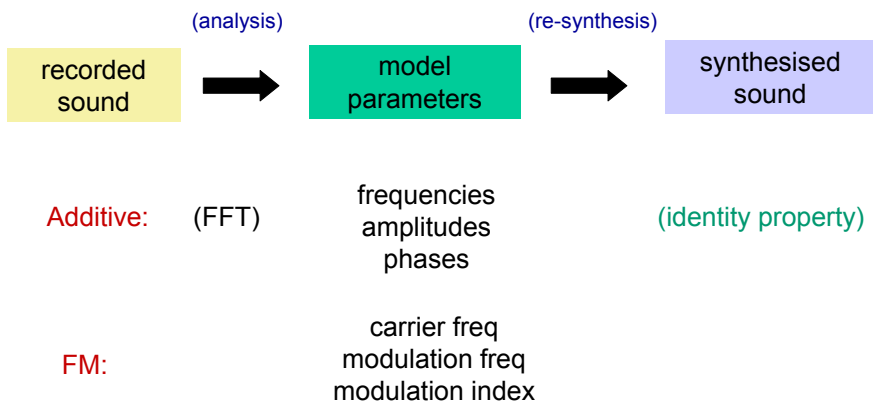 (analysis)
(re-synthesis)
recorded
sound
model
parameters
synthesised
sound
Additive:
(FFT)
frequencies
amplitudes
phases
(identity property)
FM:
carrier freq
modulation freq
modulation index